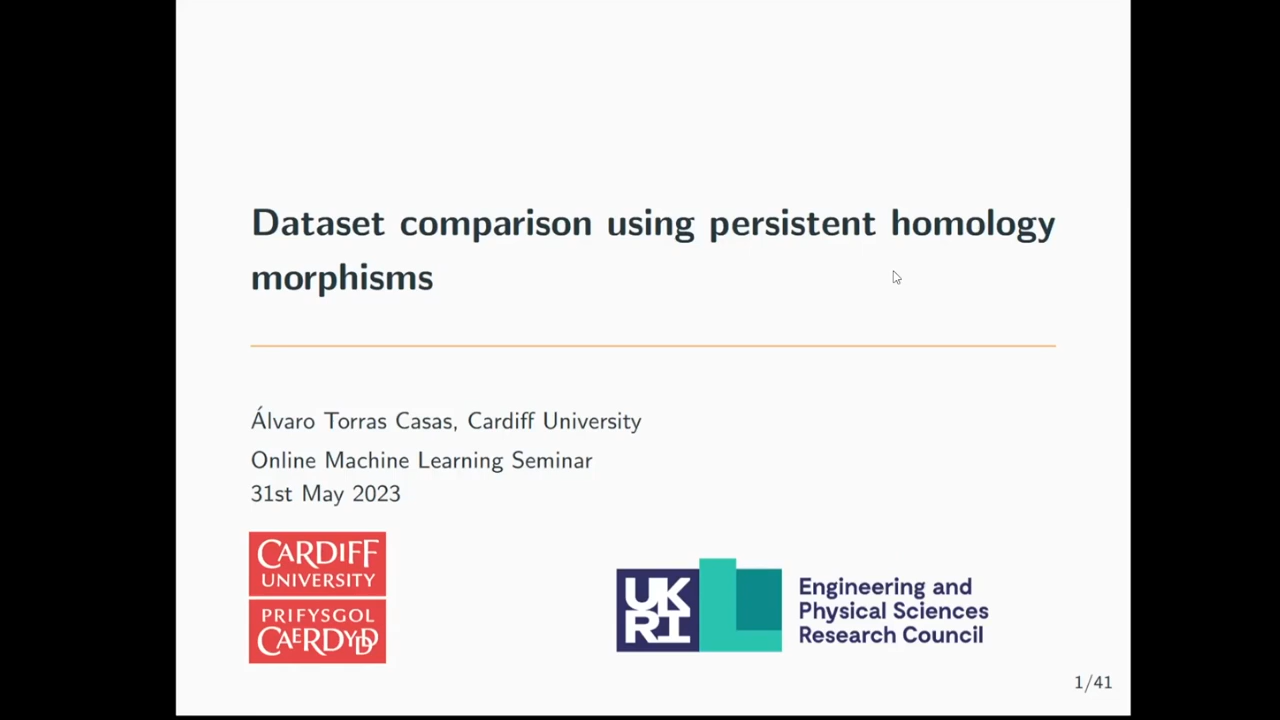 Dataset comparison using persistent homology
morphisms
Álvaro Torras Casas, Cardiff University
Online Machine Learning Seminar
31st May 2023
CARDIFF
UNIVERSITY
PRIFYSGOL
CAERDYDD
UK
RI
Engineering and
Physical Sciences
Research Council
1/41